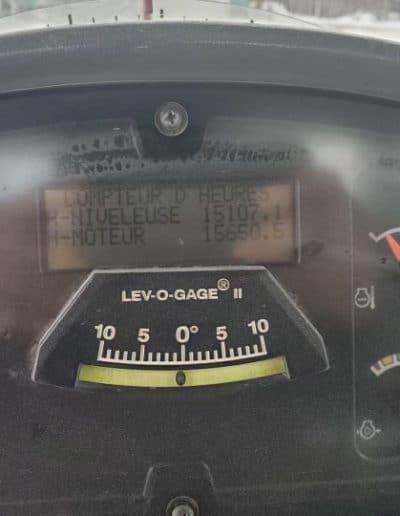 COMPTEUR D'HEURES
H-NIVELEUSE 15107.1
H-MOTEUR 15650.5
LEV-O-GAGE® II
10 5 0° 5 10